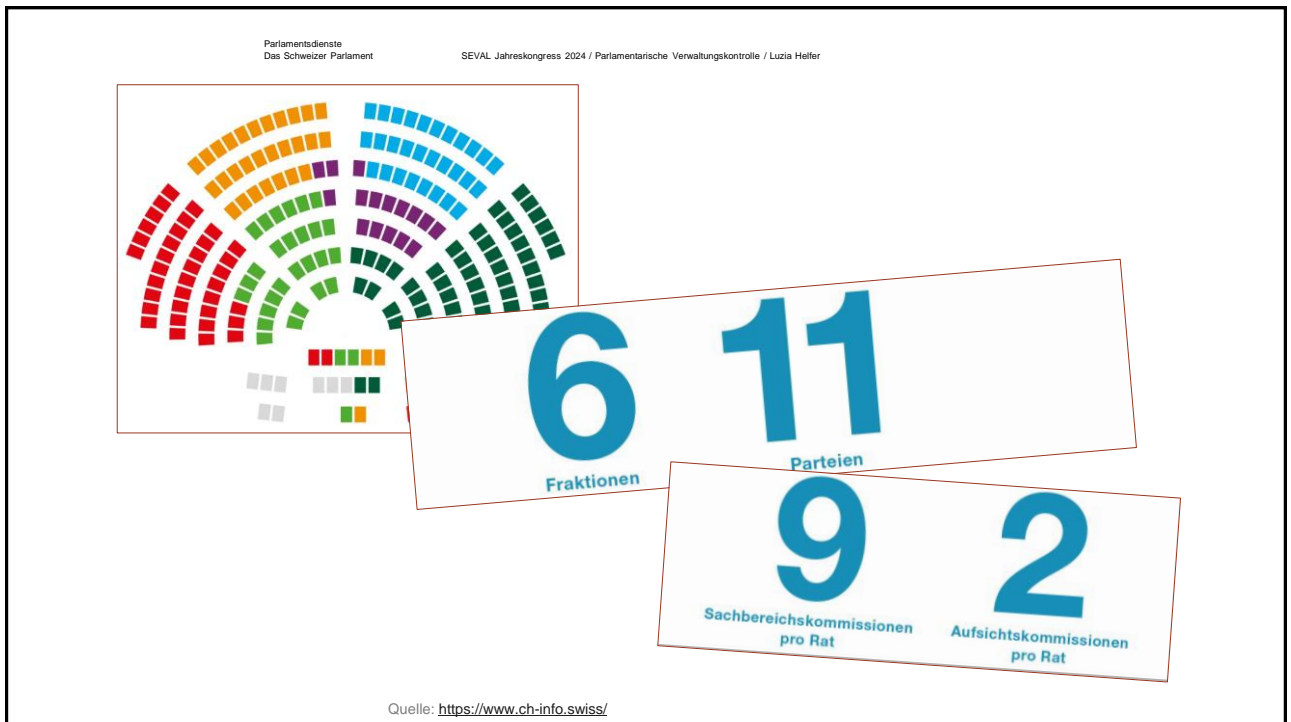 Parlamentsdienste
Das Schweizer Parlament
SEVAL Jahreskongress 2024 / Parlamentarische Verwaltungskontrolle / Luzia Helfer
6
Fraktionen
11
Parteien
9
Sachbereichskommissionen
pro Rat
2
Aufsichtskommissionen
pro Rat
Quelle: https://www.ch-info.swiss/